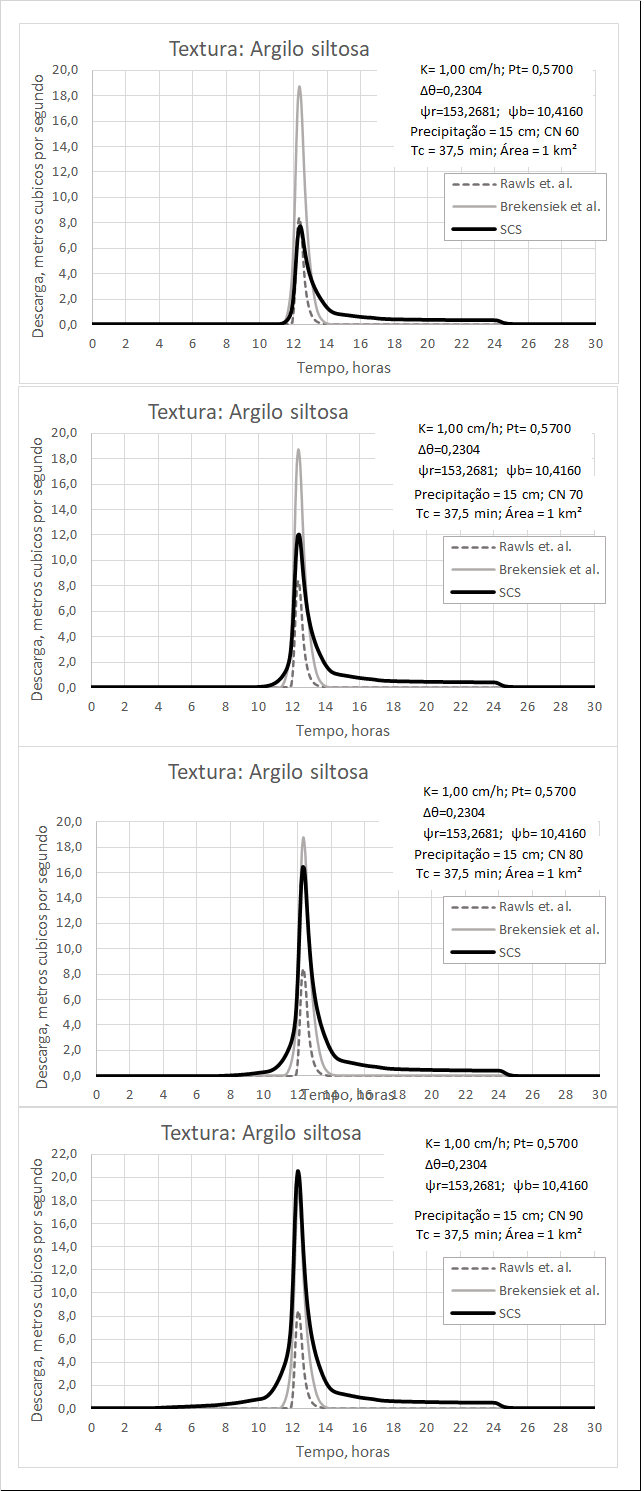 Textura: Argilo siltosa
K= 1,00 cm/h; Pt= 0,5700
Δθ=0,2304
ψr=153,2681; ψb= 10,4160
Precipitação = 15 cm; CN 60
Tc = 37,5 min; Área = 1 km²
Rawls et. al.
Brekensiek et al.
SCS
Descarga, metros cubicos por segundo
20,0
18,0
16,0
14,0
12,0
10,0
8,0
6,0
4,0
2,0
0,0
0 2 4 6 8 10 12 14 16 18 20 22 24 26 28 30
Tempo, horas
Textura: Argilo siltosa
K= 1,00 cm/h; Pt= 0,5700
Δθ=0,2304
ψr=153,2681; ψb= 10,4160
Precipitação = 15 cm; CN 70
Tc = 37,5 min; Área = 1 km²
Rawls et. al.
Brekensiek et al.
SCS
Descarga, metros cubicos por segundo
20,0
18,0
16,0
14,0
12,0
10,0
8,0
6,0
4,0
2,0
0,0
0 2 4 6 8 10 12 14 16 18 20 22 24 26 28 30
Tempo, horas
Textura: Argilo siltosa
K= 1,00 cm/h; Pt= 0,5700
Δθ=0,2304
ψr=153,2681; ψb= 10,4160
Precipitação = 15 cm; CN 80
Tc = 37,5 min; Área = 1 km²
Rawls et. al.
Brekensiek et al.
SCS
Descarga, metros cubicos por segundo
20,0
18,0
16,0
14,0
12,0
10,0
8,0
6,0
4,0
2,0
0,0
0 2 4 6 8 10 12 14 16 18 20 22 24 26 28 30
Tempo, horas
Textura: Argilo siltosa
K= 1,00 cm/h; Pt= 0,5700
Δθ=0,2304
ψr=153,2681; ψb= 10,4160
Precipitação = 15 cm; CN 90
Tc = 37,5 min; Área = 1 km²
Rawls et. al.
Brekensiek et al.
SCS
Descarga, metros cubicos por segundo
22,0
20,0
18,0
16,0
14,0
12,0
10,0
8,0
6,0
4,0
2,0
0,0
0 2 4 6 8 10 12 14 16 18 20 22 24 26 28 30
Tempo, horas